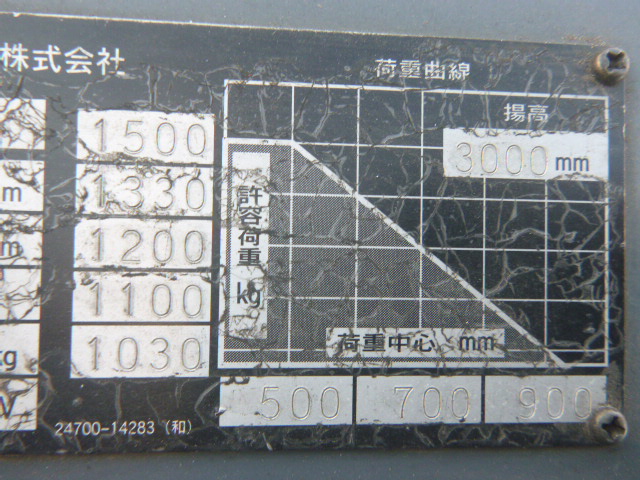 株式会社
荷重曲線
揚高
3000mm
1500
m 1330
m 1200
1100
kg 1030
V
許容荷重 kg
荷重中心 mm
500 700 900
24700-14283 (和)